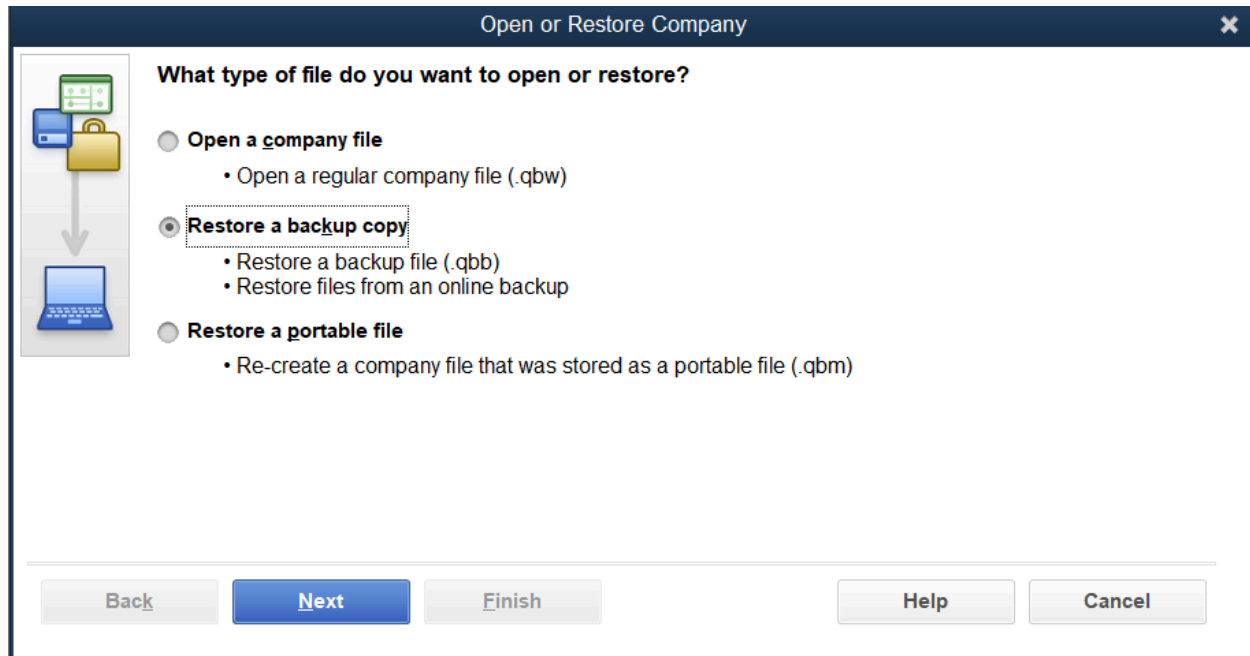 Open or Restore Company
What type of file do you want to open or restore?
Open a company file
• Open a regular company file (.qbw)
Restore a backup copy
• Restore a backup file (.qbb)
• Restore files from an online backup
Restore a portable file
• Re-create a company file that was stored as a portable file (.qbm)
Back Next Finish Help Cancel